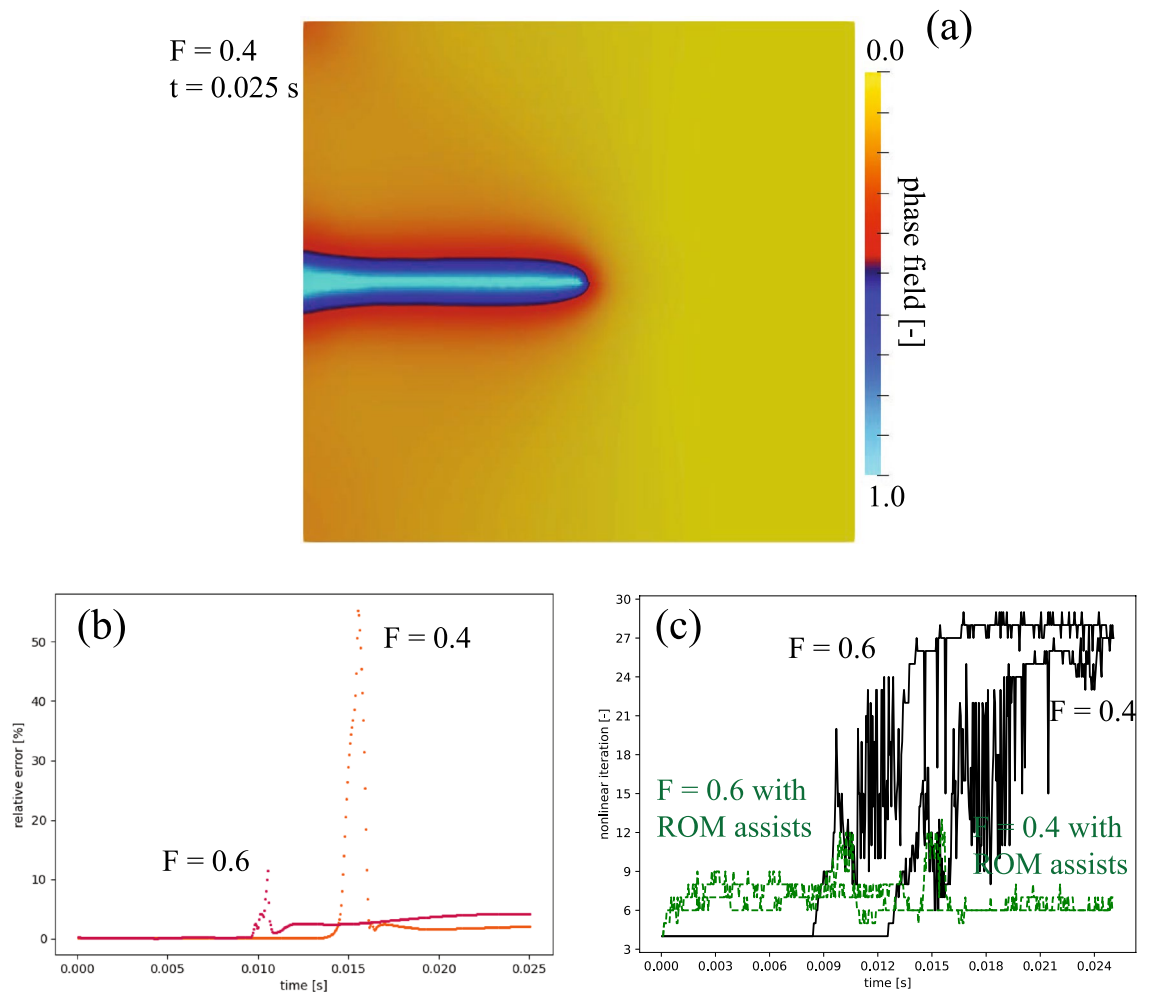 (a)
F = 0.4
t = 0.025 s
0.0
phase field [-]
1.0
(b)
F = 0.4
F = 0.6
relative error [%]
50
40
30
20
10
0
0.000 0.005 0.010 0.015 0.020 0.025
time [s]
(c)
F = 0.6
F = 0.4
F = 0.6 with
ROM assists
F = 0.4 with
ROM assists
nonlinear iteration [-]
30
27
24
21
18
15
12
9
6
3
0.000 0.003 0.006 0.009 0.012 0.015 0.018 0.021 0.024
time [s]